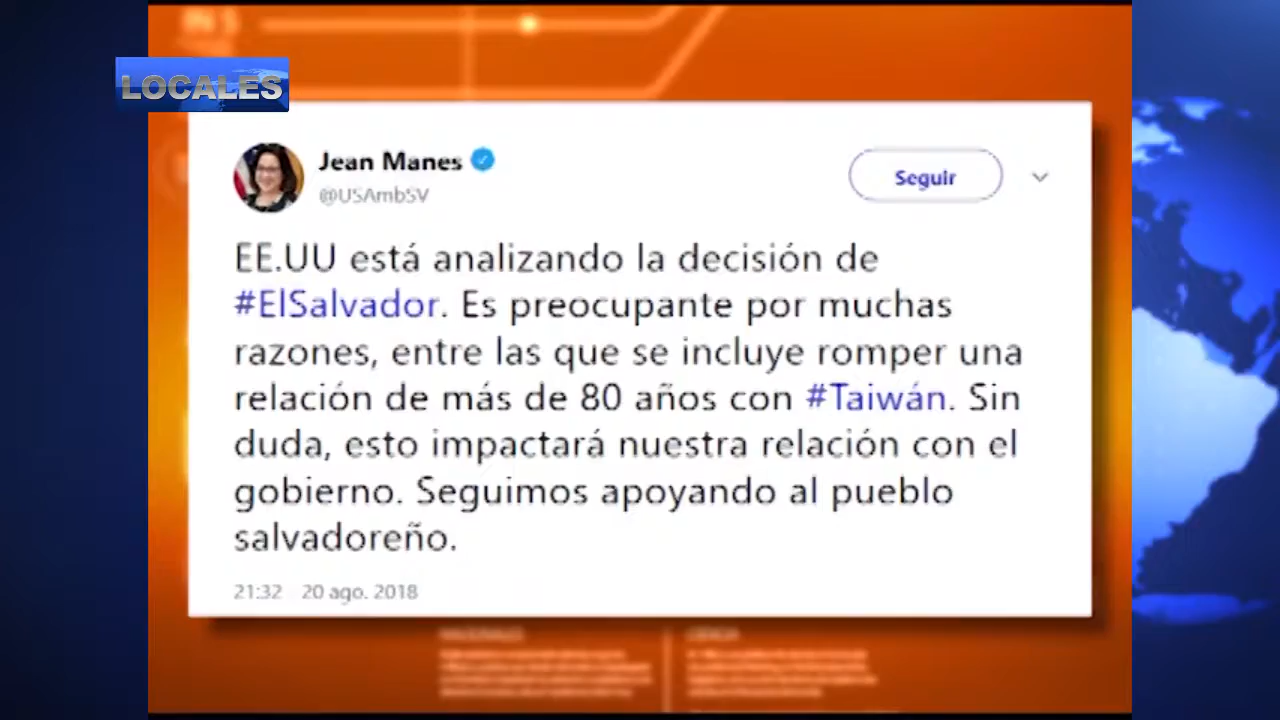 LOCALES
Jean Manes
@USAmbSV
Seguir
EE.UU está analizando la decisión de
#ElSalvador. Es preocupante por muchas
razones, entre las que se incluye romper una
relación de más de 80 años con #Taiwán. Sin
duda, esto impactará nuestra relación con el
gobierno. Seguimos apoyando al pueblo
salvadoreño.
21:32 20 ago. 2018